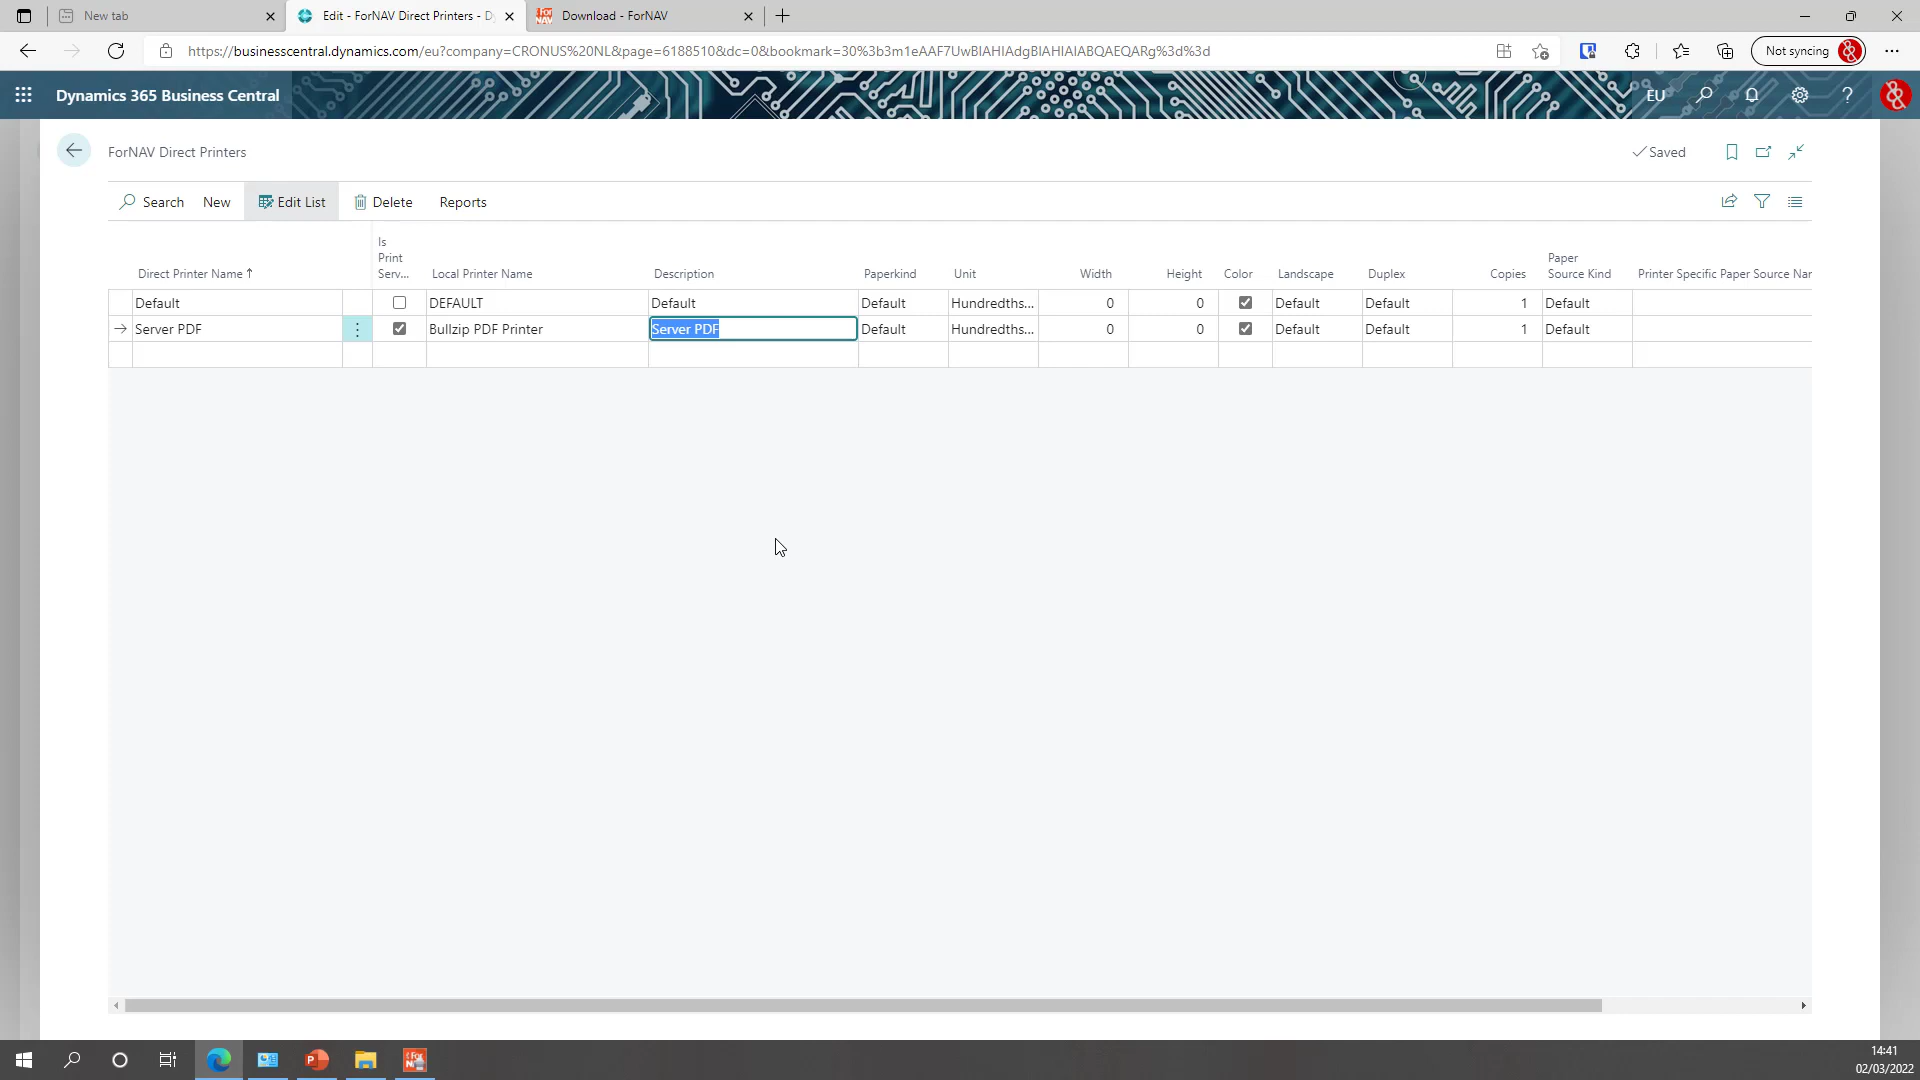 New tab
Edit - ForNAV Direct Printers - D
Download - ForNAV
https://businesscentral.dynamics.com/eu?company=CRONUS%20NL&page=6188510&dc=0&bookmark=30%3b3m1eAAF7UwBlAHIAdgBlAHIAIABQAEQARg%3d%3d
Not syncing
Dynamics 365 Business Central
EU
ForNAV Direct Printers
Saved
Search New Edit List Delete Reports
Direct Printer Name ↑ Is Print Serv... Local Printer Name Description Paperkind Unit Width Height Color Landscape Duplex Copies Paper Source Kind Printer Specific Paper Source Nar
Default DEFAULT Default Default Hundredths... 0 0 Default Default 1 Default
Server PDF Bullzip PDF Printer Server PDF Default Hundredths... 0 0 Default Default 1 Default
14:41
02/03/2022